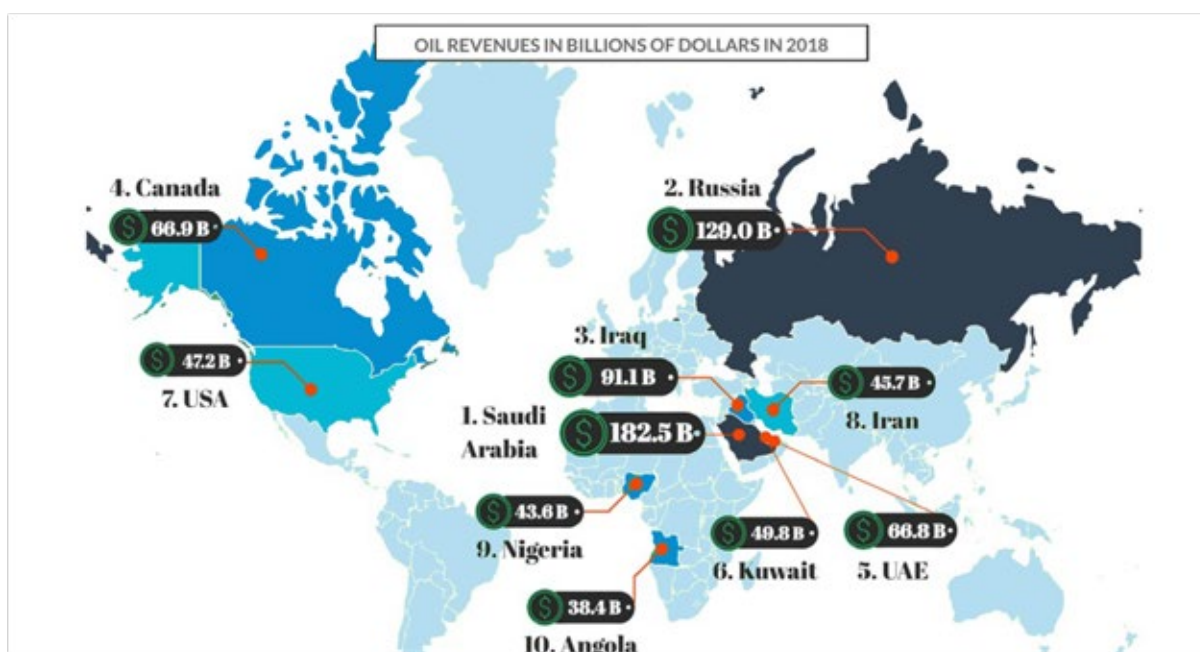 OIL REVENUES IN BILLIONS OF DOLLARS IN 2018
4. Canada
$ 66.9 B
2. Russia
$ 129.0 B
3. Iraq
$ 91.1 B
$ 47.2 B
7. USA
$ 45.7 B
8. Iran
1. Saudi
Arabia
$ 182.5 B
$ 43.6 B
9. Nigeria
$ 49.8 B
6. Kuwait
$ 66.8 B
5. UAE
$ 38.4 B
10. Angola